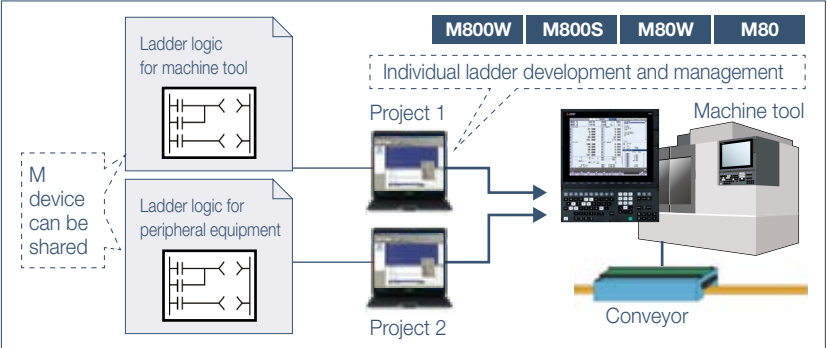 M800W M800S M80W M80
Ladder logic
for machine tool
Individual ladder development and management
Project 1
Machine tool
M
device
can be
shared
Ladder logic for
peripheral equipment
Project 2
Conveyor